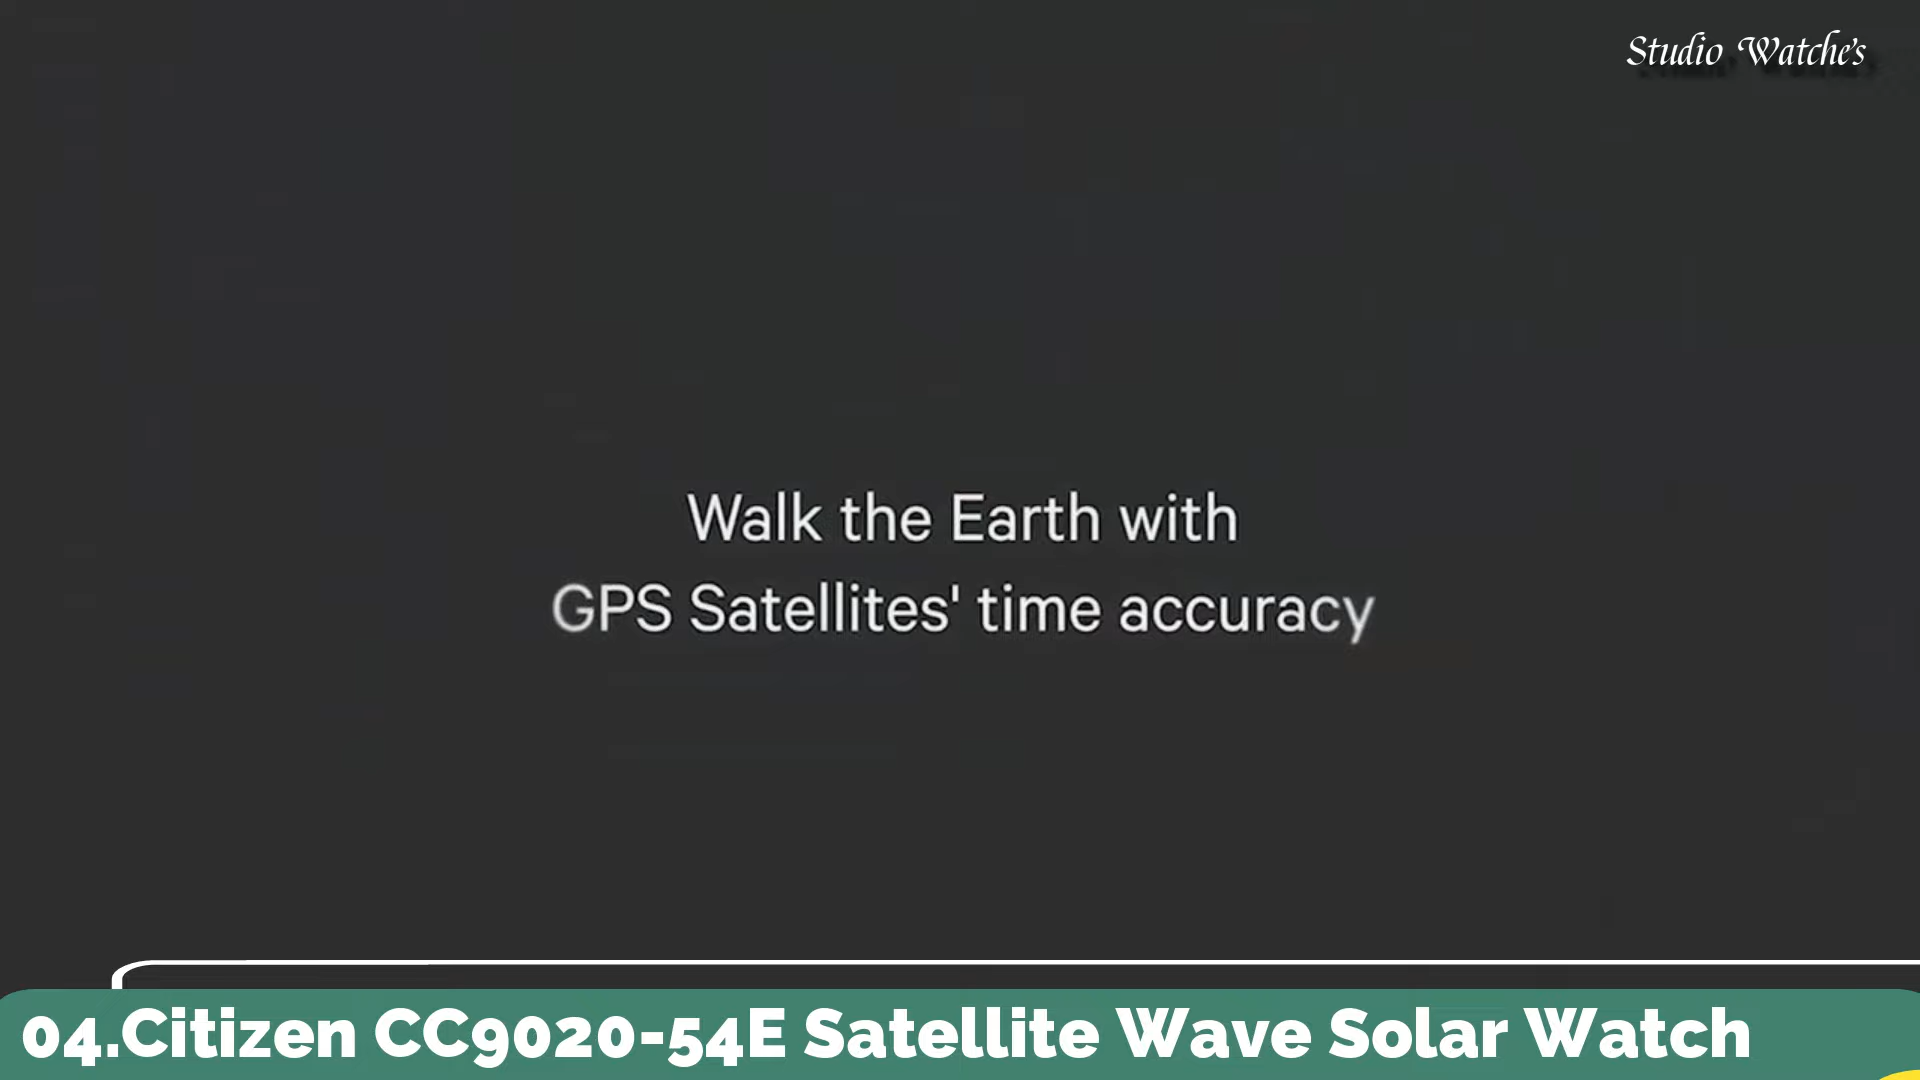 Studio Watche's
Walk the Earth with
GPS Satellites' time accuracy
04.Citizen CC9020-54E Satellite Wave Solar Watch